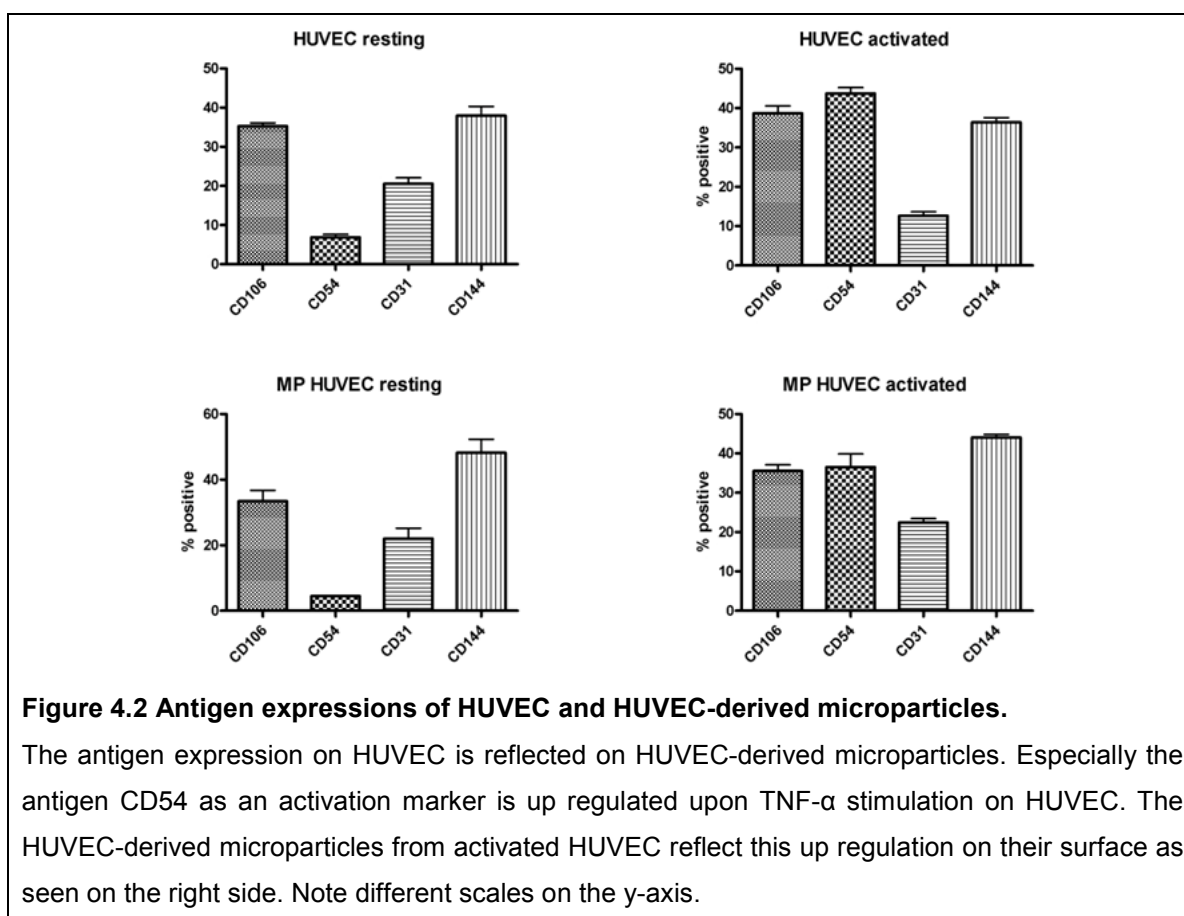 HUVEC resting
50
40
30
20
10
0
CD106
CD54
CD31
CD144
HUVEC activated
% positive
50
40
30
20
10
0
CD106
CD54
CD31
CD144
MP HUVEC resting
% positive
60
40
20
0
CD106
CD54
CD31
CD144
MP HUVEC activated
% positive
50
40
30
20
10
0
CD106
CD54
CD31
CD144
Figure 4.2 Antigen expressions of HUVEC and HUVEC-derived microparticles.
The antigen expression on HUVEC is reflected on HUVEC-derived microparticles. Especially the
antigen CD54 as an activation marker is up regulated upon TNF-α stimulation on HUVEC. The
HUVEC-derived microparticles from activated HUVEC reflect this up regulation on their surface as
seen on the right side. Note different scales on the y-axis.